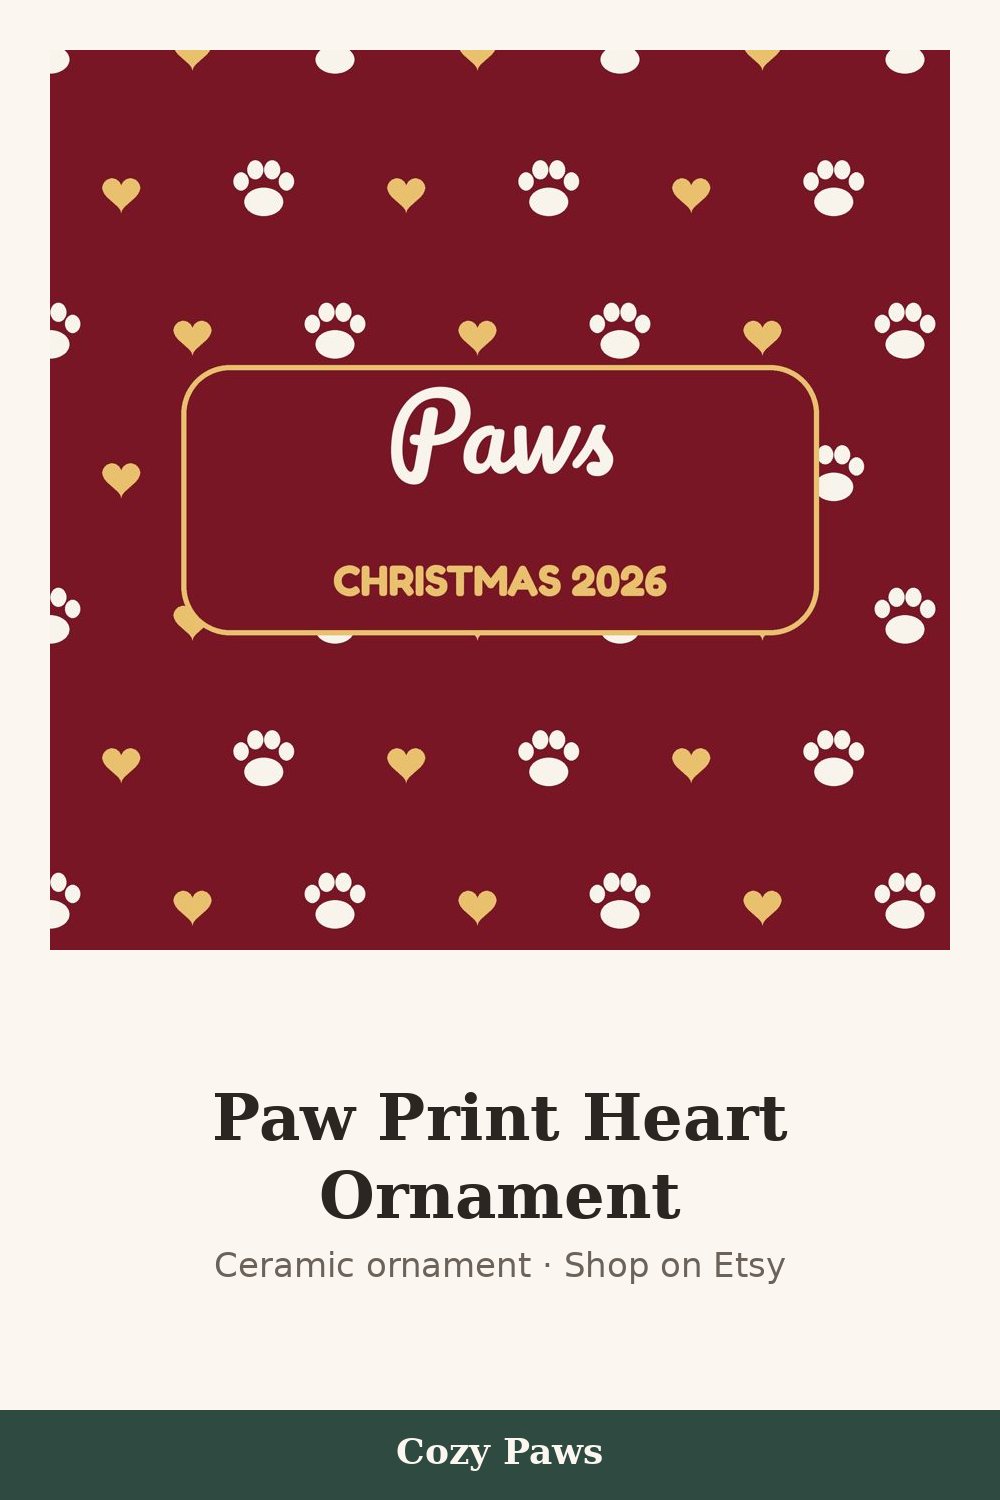 Paws
CHRISTMAS 2026
Paw Print Heart
Ornament
Ceramic ornament · Shop on Etsy
Cozy Paws